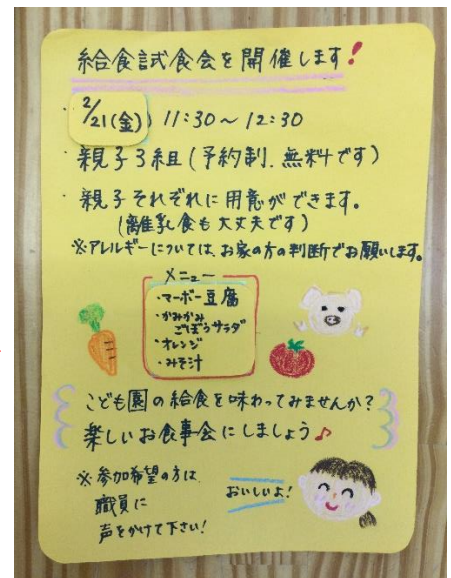 給食試食会を開催します!
・2/21(金) 11:30～12:30
・親子3組(予約制、無料です)
・親子それぞれに用意ができます。
(離乳食も大丈夫です)
※アレルギーについては、お家の方の判断でお願いします。
メニュー
・マーボー豆腐
・かみかみ
ごぼうサラダ
・オレンジ
・みそ汁
こども園の給食を味わってみませんか?
楽しいお食事会にしましょう♪
※参加希望の方は
職員に
声をかけて下さい!
おいしいよ!